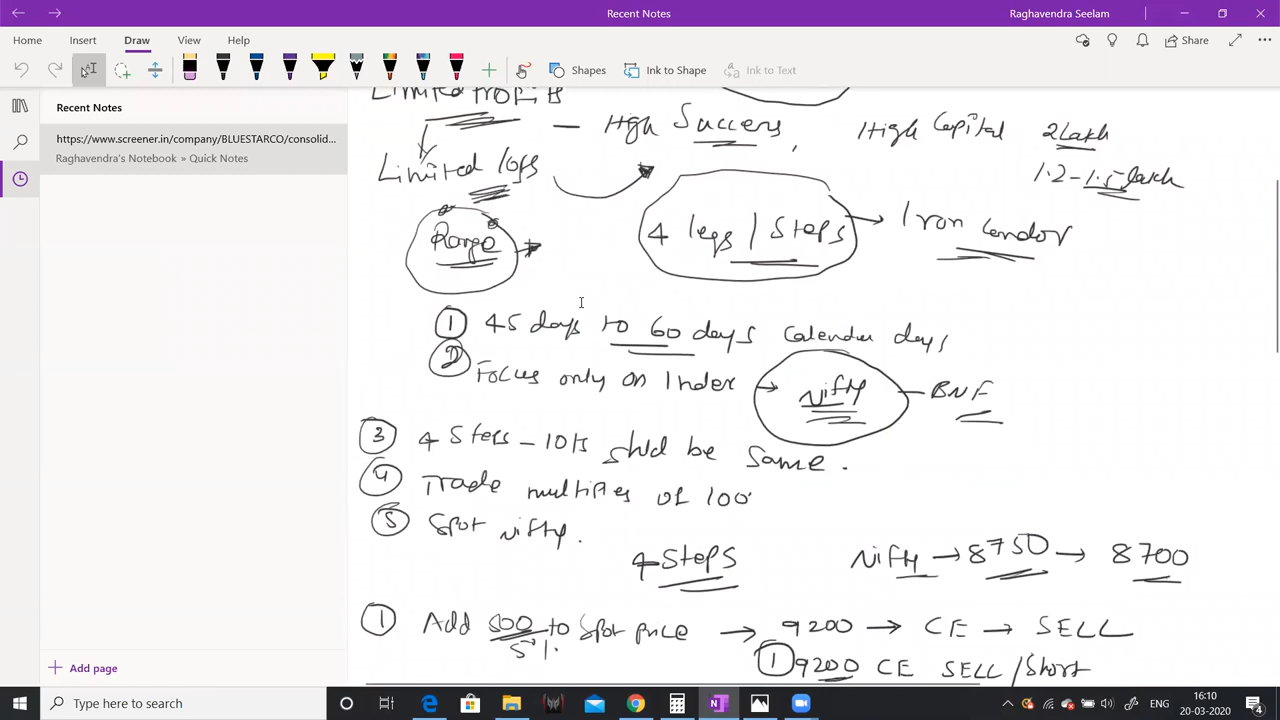 Recent Notes
Raghavendra Seelam
Home Insert Draw View Help
Share
Shapes
Ink to Shape
Ink to Text
Recent Notes
https://www.screener.in/company/BLUESTARCO/consolid...
Raghavendra's Notebook » Quick Notes
Add page
Limited Profits
— High Success,
High Capital 2 Lakh
1.2 - 1.5 lakh
Limited loss
Range
4 legs / Steps → Iron Condor
① 45 days to 60 days Calendar days
② Focus only on Index → Nifty — BNF
③ 4 Steps - lots shld be Same.
④ Trade multiples of 100
⑤ Spot Nifty.
4 Steps
Nifty → 8750 → 8700
① Add 500 to Spot price → 9200 → CE → SELL
5%
① 9200 CE SELL/Short
Type here to search
16:10
20-03-2020